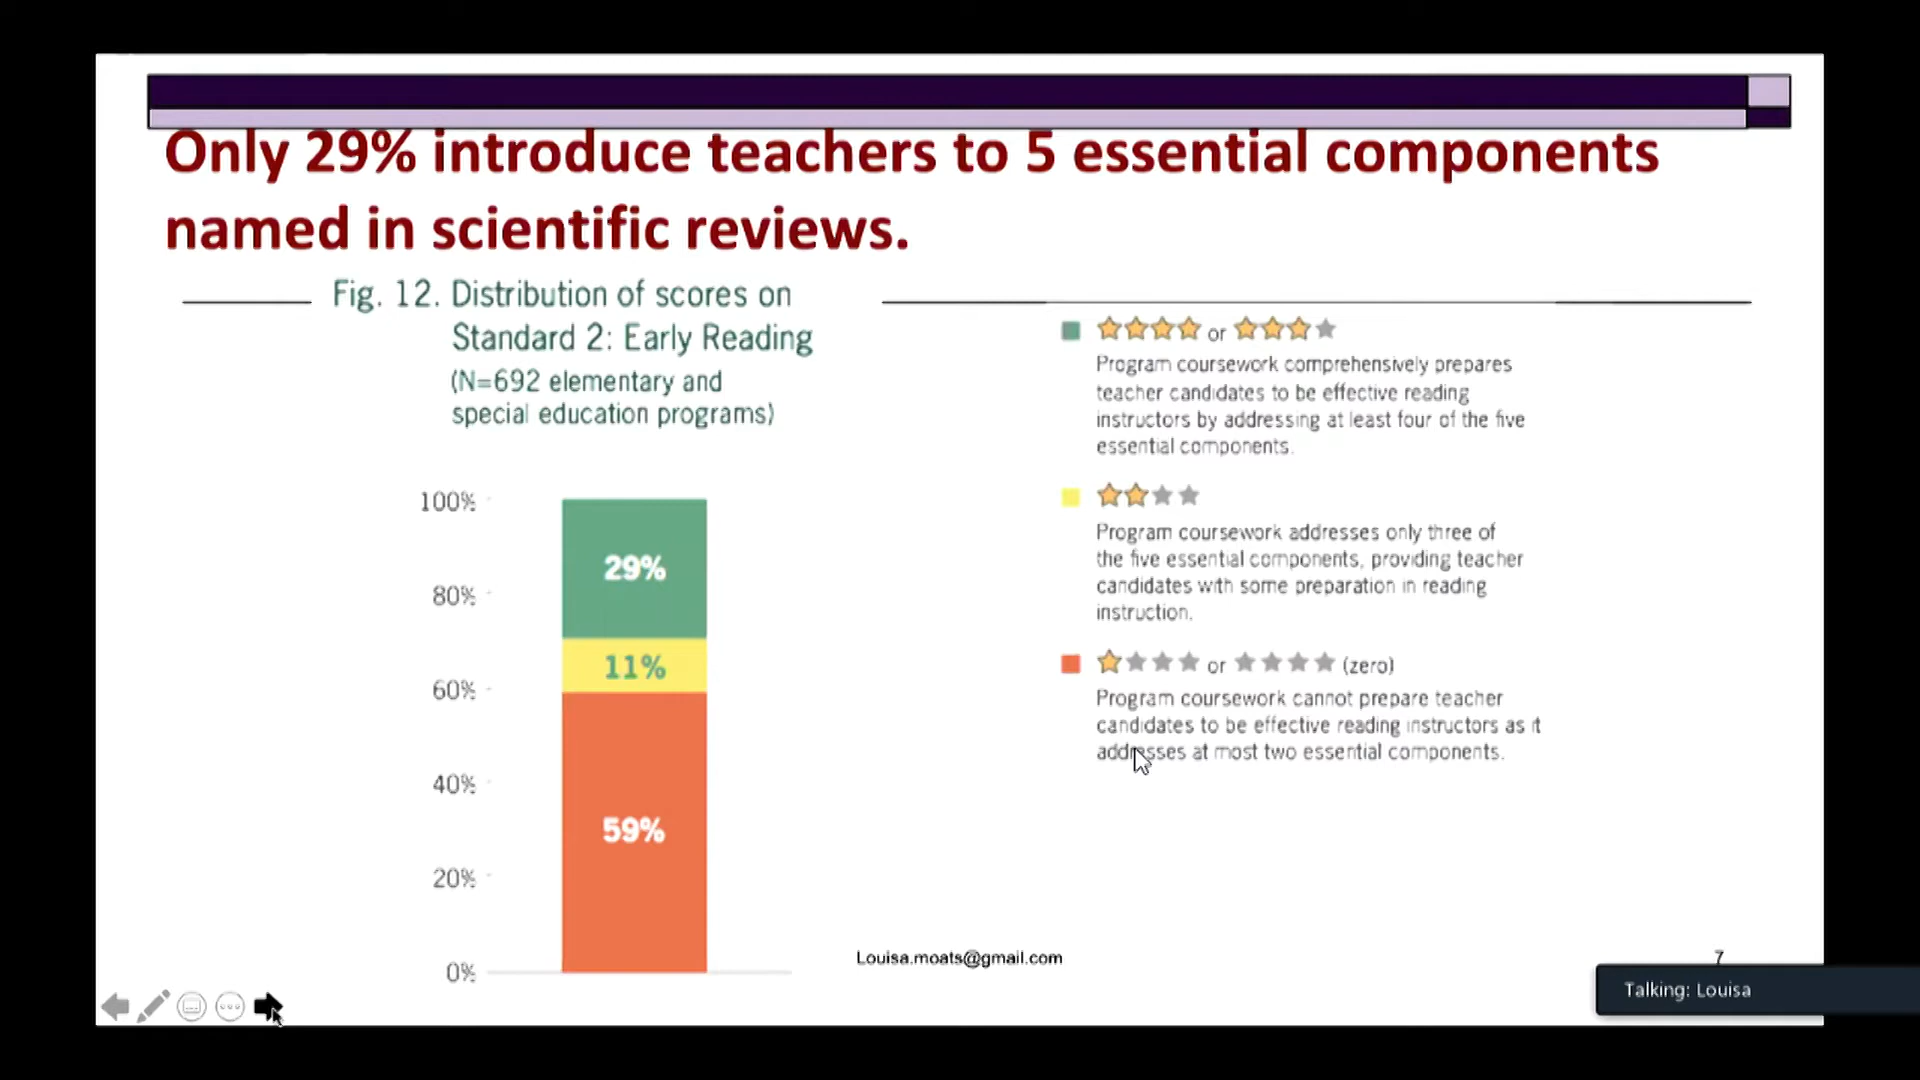 Only 29% introduce teachers to 5 essential components
named in scientific reviews.
Fig. 12. Distribution of scores on
Standard 2: Early Reading
(N=692 elementary and
special education programs)
100%
80%
60%
40%
20%
0%
29%
11%
59%
or
Program coursework comprehensively prepares
teacher candidates to be effective reading
instructors by addressing at least four of the five
essential components.
Program coursework addresses only three of
the five essential components, providing teacher
candidates with some preparation in reading
instruction.
or (zero)
Program coursework cannot prepare teacher
candidates to be effective reading instructors as it
addresses at most two essential components.
Louisa.moats@gmail.com
7
Talking: Louisa